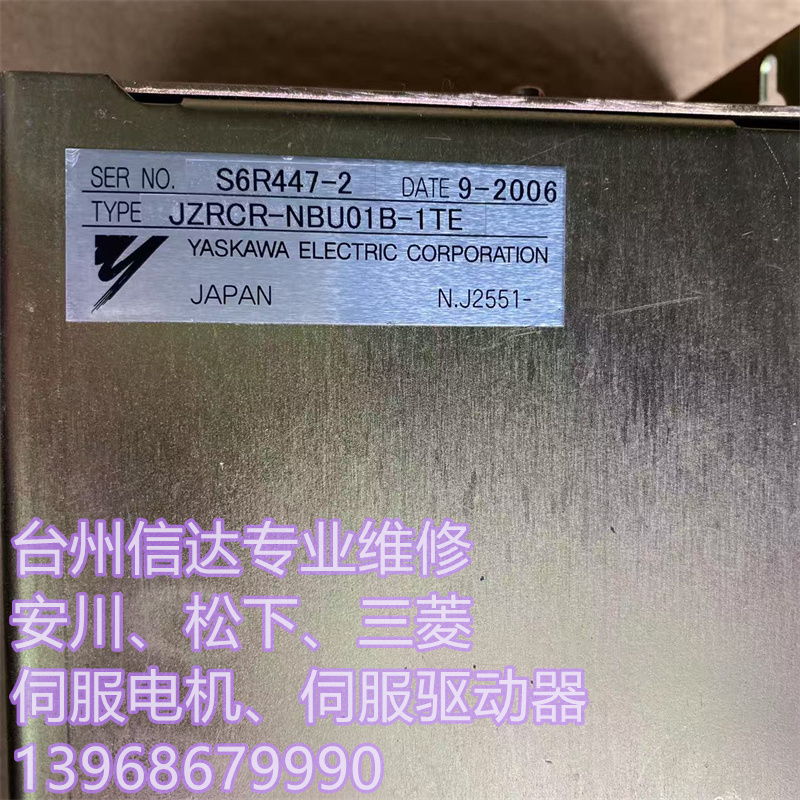 SER NO. S6R447-2 DATE 9-2006
TYPE JZRCR-NBU01B-1TE
YASKAWA ELECTRIC CORPORATION
JAPAN N.J2551-
台州信达专业维修
安川、松下、三菱
伺服电机、伺服驱动器
13968679990